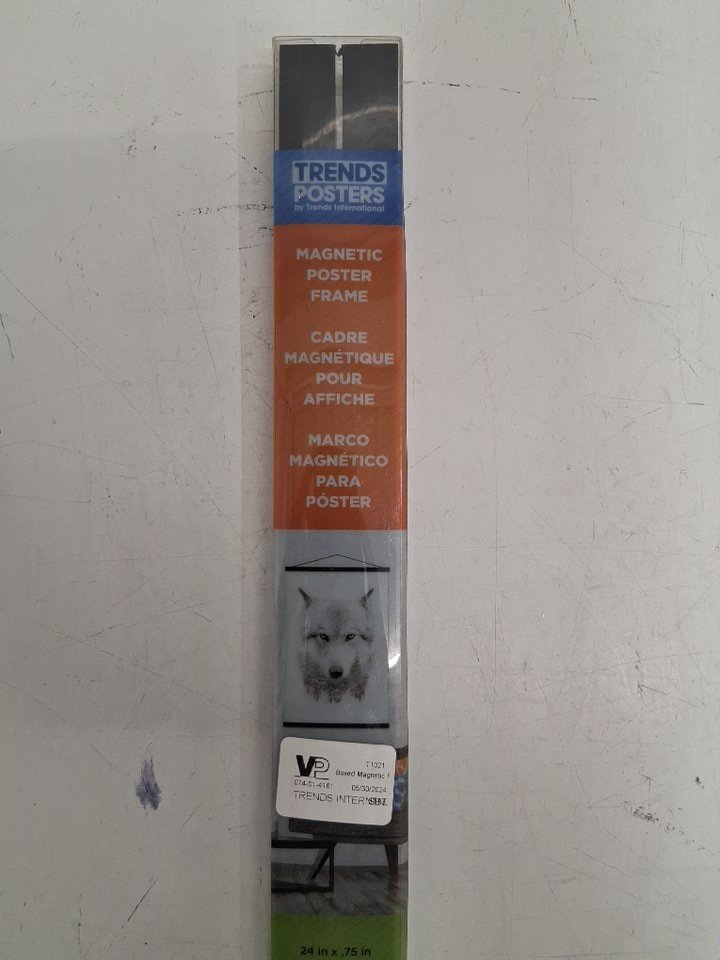 TRENDS
POSTERS
by Trends International
MAGNETIC
POSTER
FRAME
CADRE
MAGNÉTIQUE
POUR
AFFICHE
MARCO
MAGNÉTICO
PARA
PÓSTER
VP
T1021
Boxed Magnetic F
05/30/2024
TRENDS
24 in x .75 in